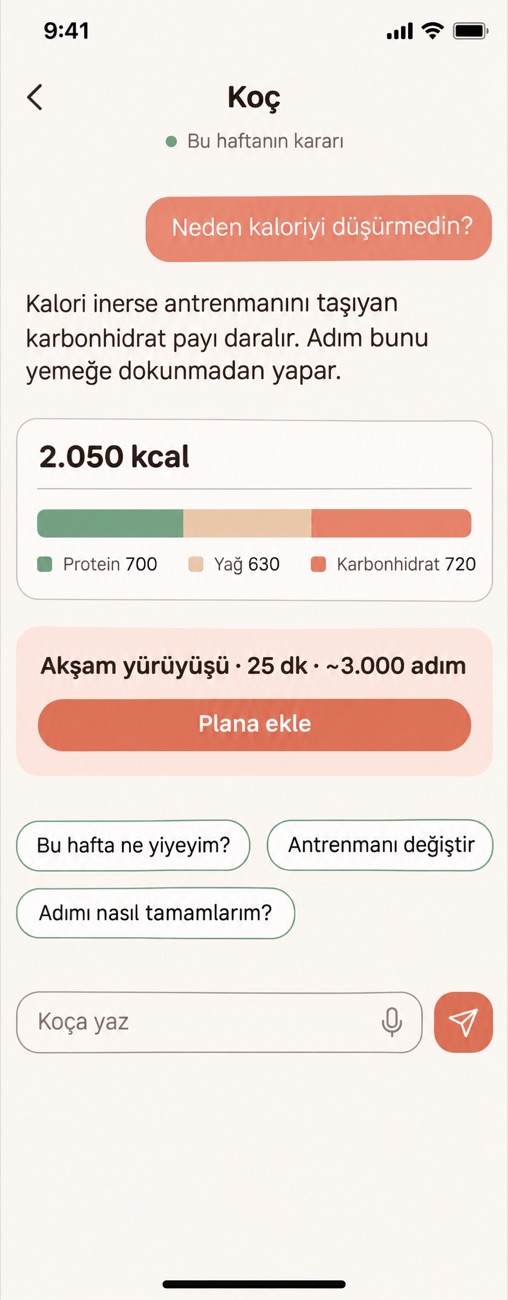 9:41
Koç
Bu haftanın kararı
Neden kaloriyi düşürmedin?
Kalori inerse antrenmanını taşıyan
karbonhidrat payı daralır. Adım bunu
yemeğe dokunmadan yapar.
2.050 kcal
Protein 700 Yağ 630 Karbonhidrat 720
Akşam yürüyüşü · 25 dk · ~3.000 adım
Plana ekle
Bu hafta ne yiyeyim? Antrenmanı değiştir
Adımı nasıl tamamlarım?
Koça yaz